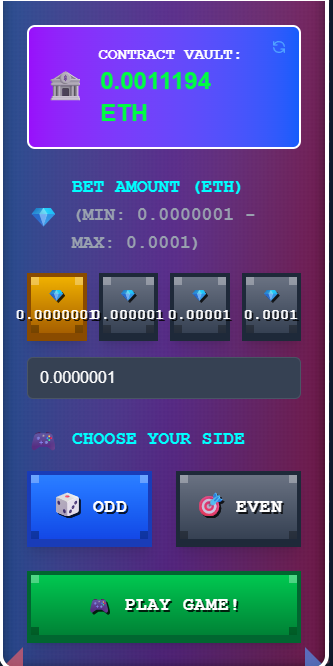 CONTRACT VAULT:
0.0011194
ETH
BET AMOUNT (ETH)
(MIN: 0.0000001 -
MAX: 0.0001)
0.0000001 0.000001 0.00001 0.0001
0.0000001
CHOOSE YOUR SIDE
ODD EVEN
PLAY GAME!